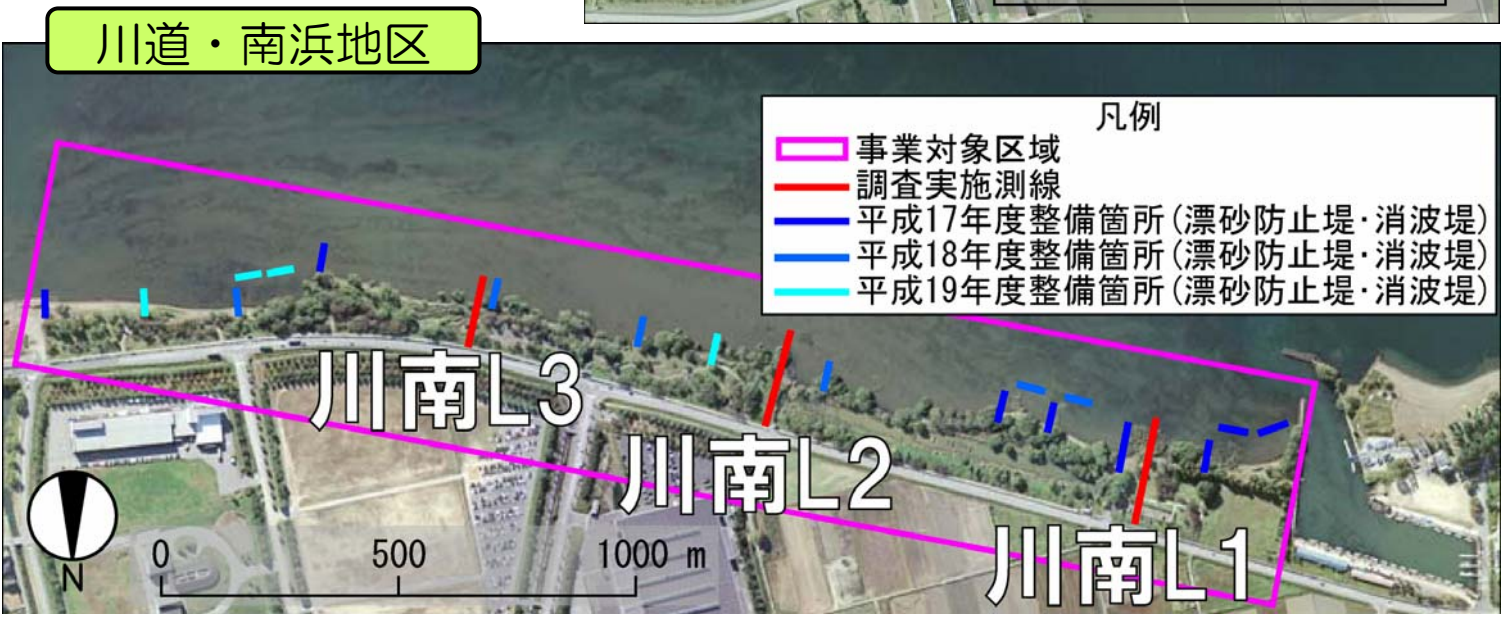 川道・南浜地区
凡例
事業対象区域
調査実施測線
平成17年度整備箇所(漂砂防止堤・消波堤)
平成18年度整備箇所(漂砂防止堤・消波堤)
平成19年度整備箇所(漂砂防止堤・消波堤)
川南L3
川南L2
川南L1
0 500 1000 m
N